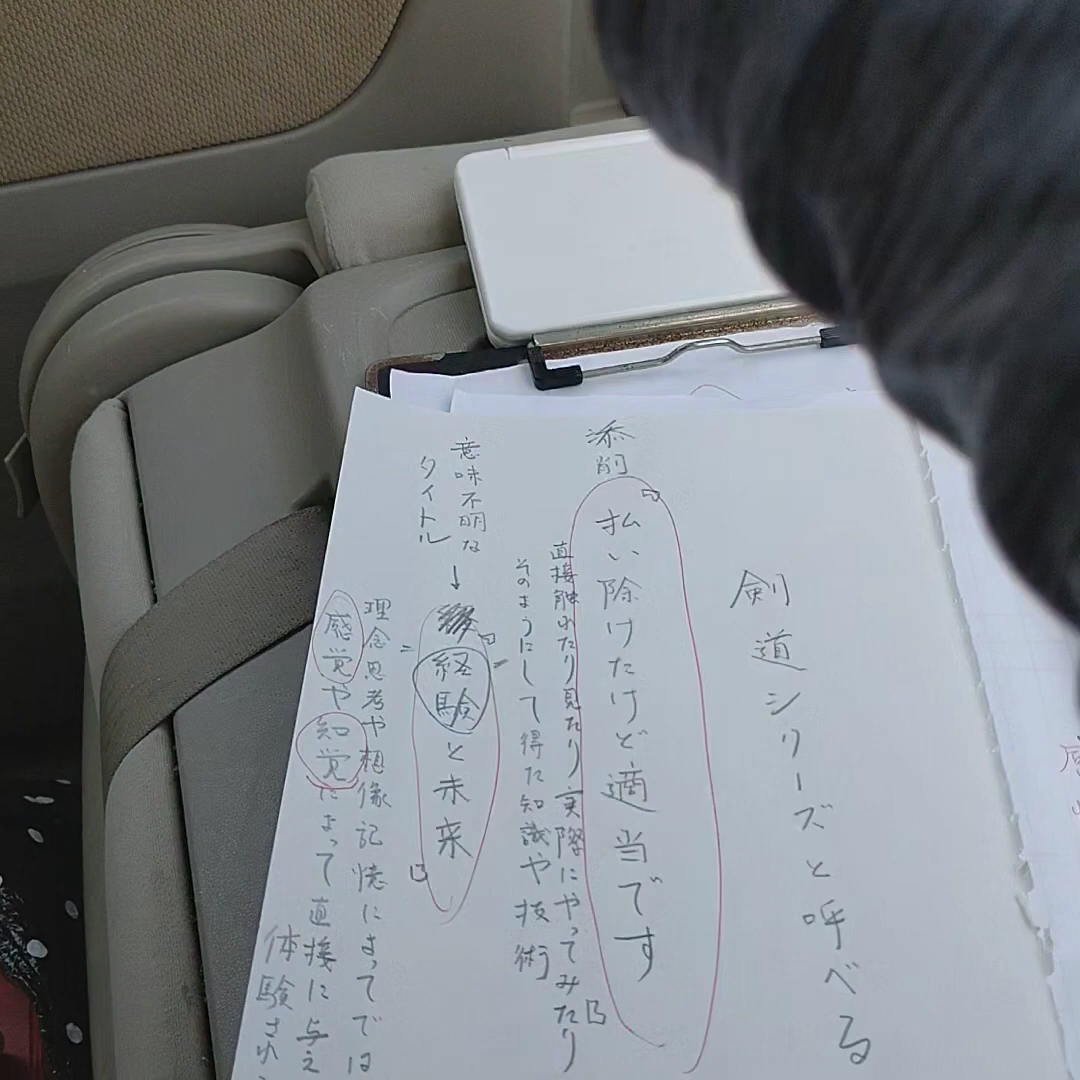 剣道シリーズと呼べる
添削
「払い除けたけど適当です」
直接触れたり見たり実際にやってみたり
そのようにして得た知識や技術
意味不明な
タイトル
↓
「経験と未来」
理念思考や想像記憶によってでは
感覚や知覚によって直接に与え
体験され